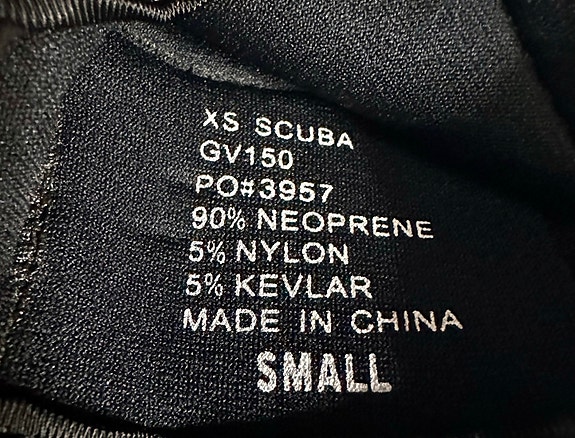 XS SCUBA
GV150
PO#3957
90% NEOPRENE
5% NYLON
5% KEVLAR
MADE IN CHINA
SMALL